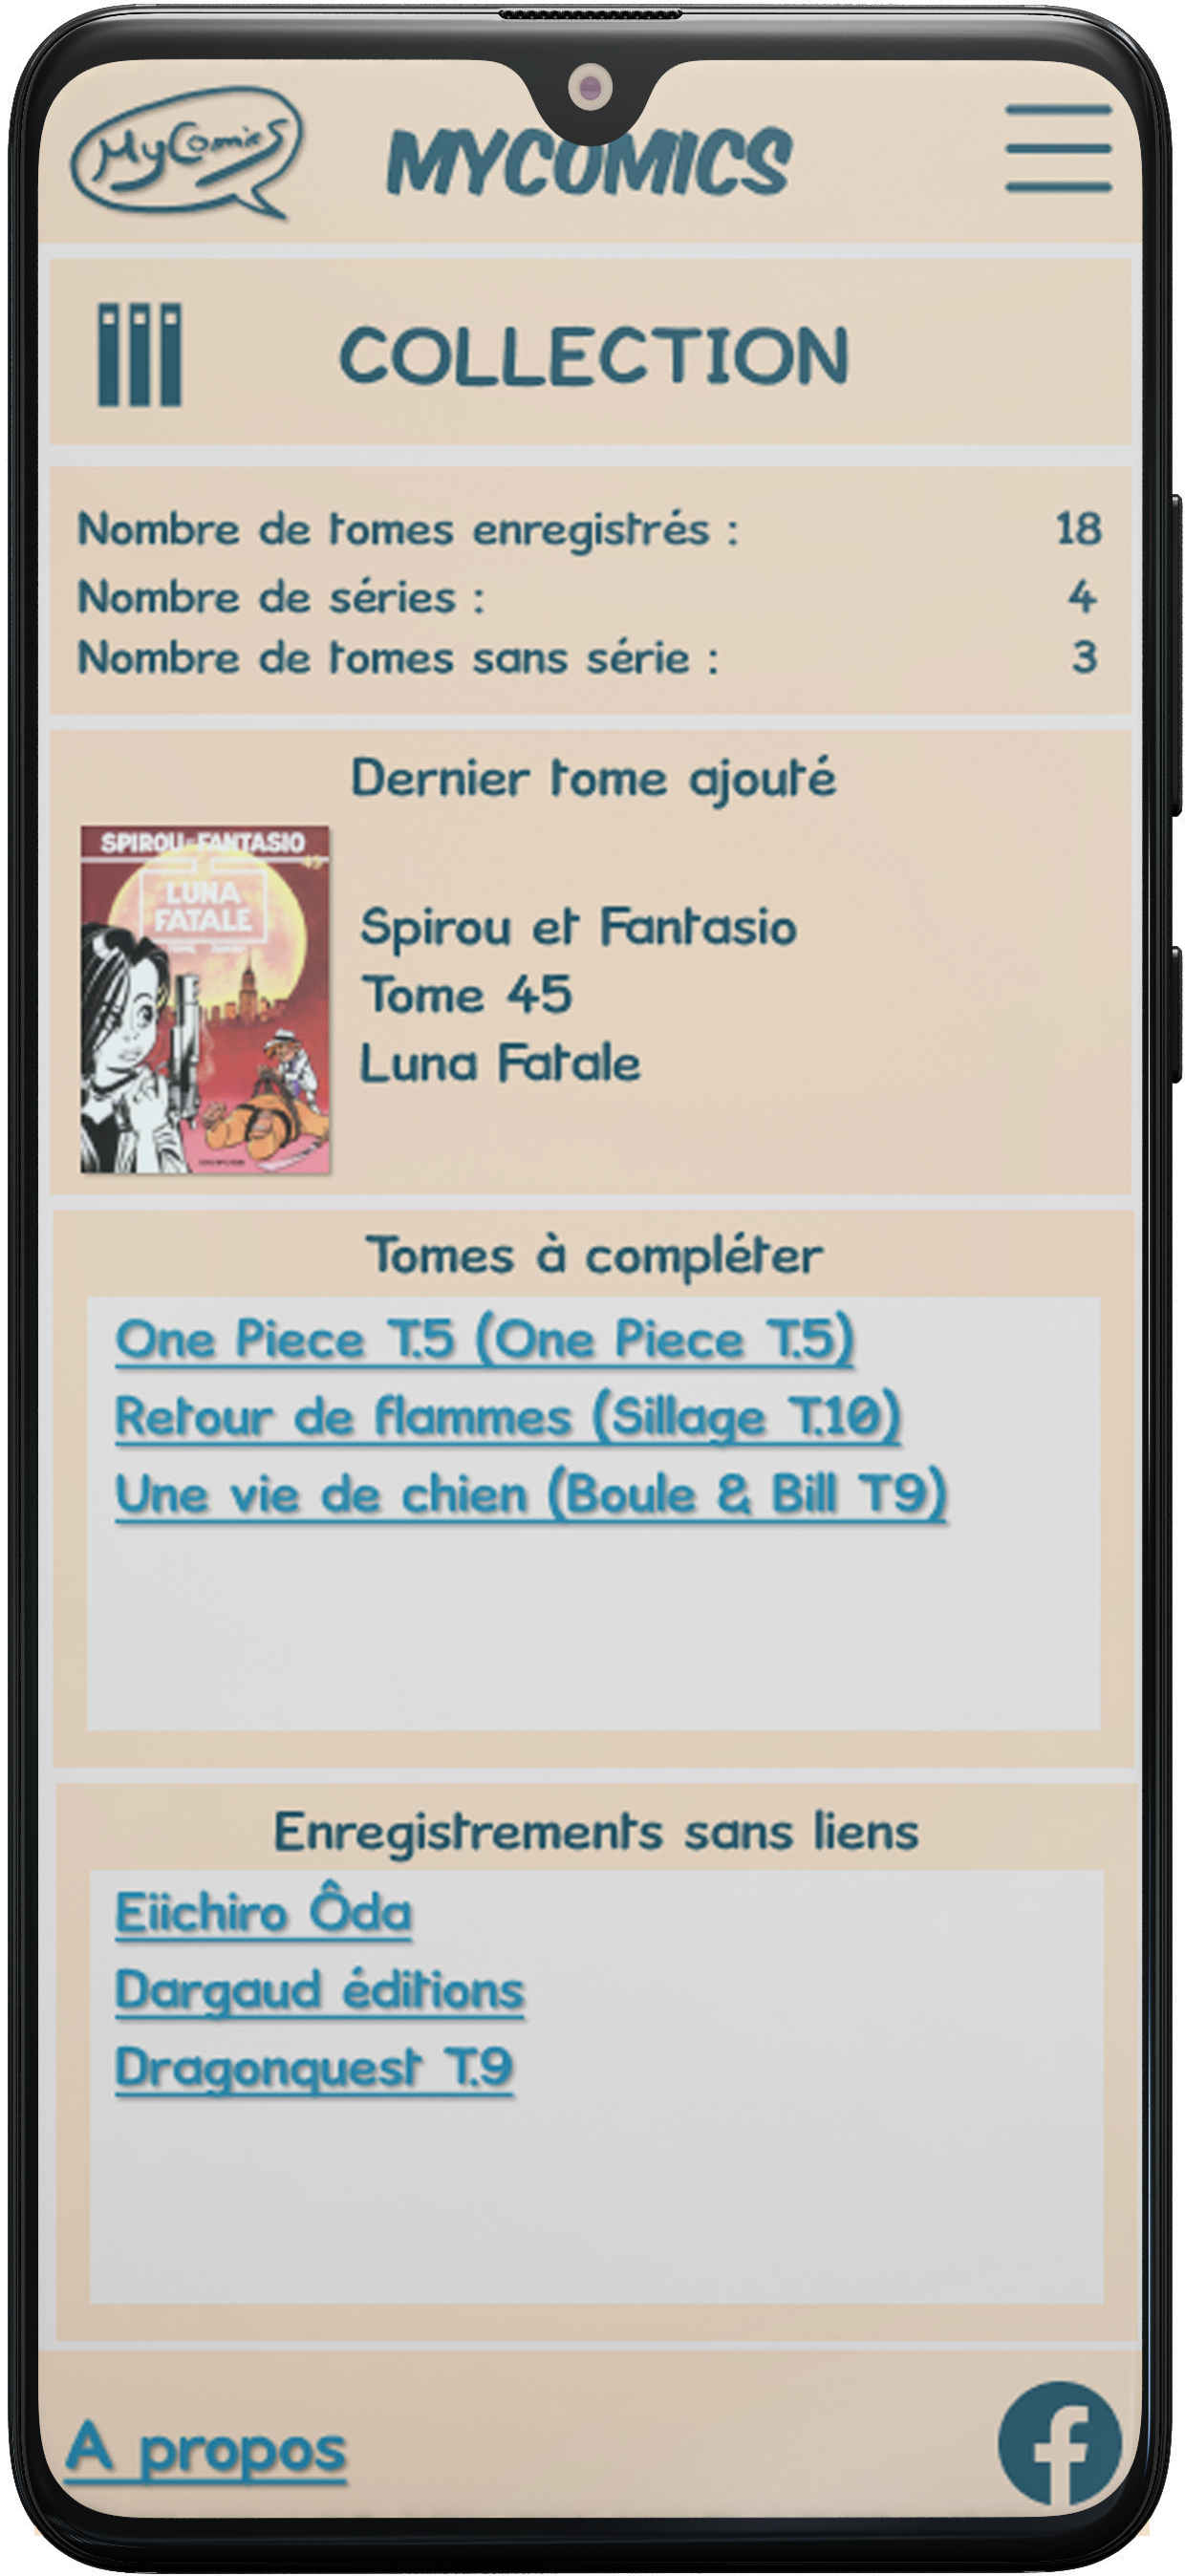 MyComics
MYCOMICS
COLLECTION
Nombre de tomes enregistrés : 18
Nombre de séries : 4
Nombre de tomes sans série : 3
Dernier tome ajouté
SPIROU ET FANTASIO
LUNA
FATALE
Spirou et Fantasio
Tome 45
Luna Fatale
Tomes à compléter
One Piece T.5 (One Piece T.5)
Retour de flammes (Sillage T.10)
Une vie de chien (Boule & Bill T9)
Enregistrements sans liens
Eiichiro Ôda
Dargaud éditions
Dragonquest T.9
A propos